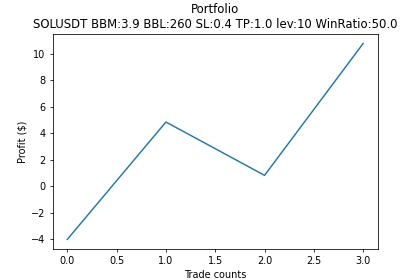 Portfolio
SOLUSDT BBM:3.9 BBL:260 SL:0.4 TP:1.0 lev:10 WinRatio:50.0
10
8
6
4
2
0
−2
−4
Profit ($)
0.0 0.5 1.0 1.5 2.0 2.5 3.0
Trade counts